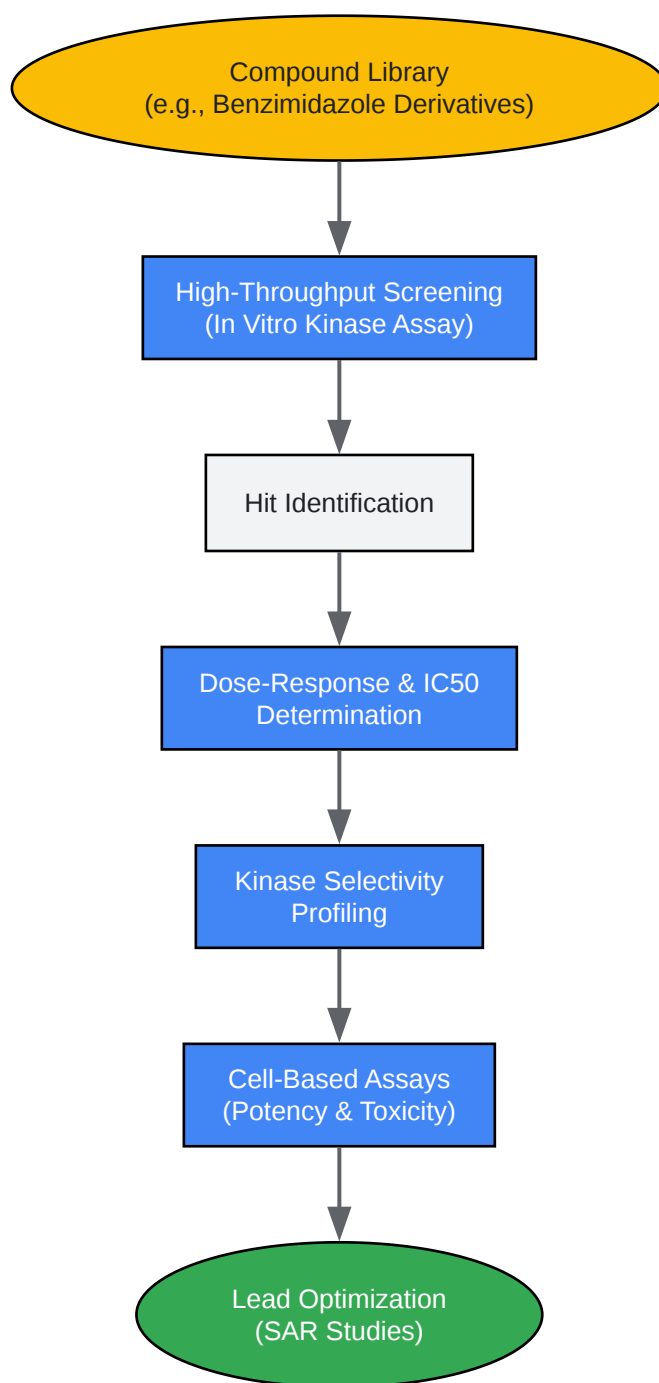 Compound Library
(e.g., Benzimidazole Derivatives)
High-Throughput Screening
(In Vitro Kinase Assay)
Hit Identification
Dose-Response & IC50
Determination
Kinase Selectivity
Profiling
Cell-Based Assays
(Potency & Toxicity)
Lead Optimization
(SAR Studies)